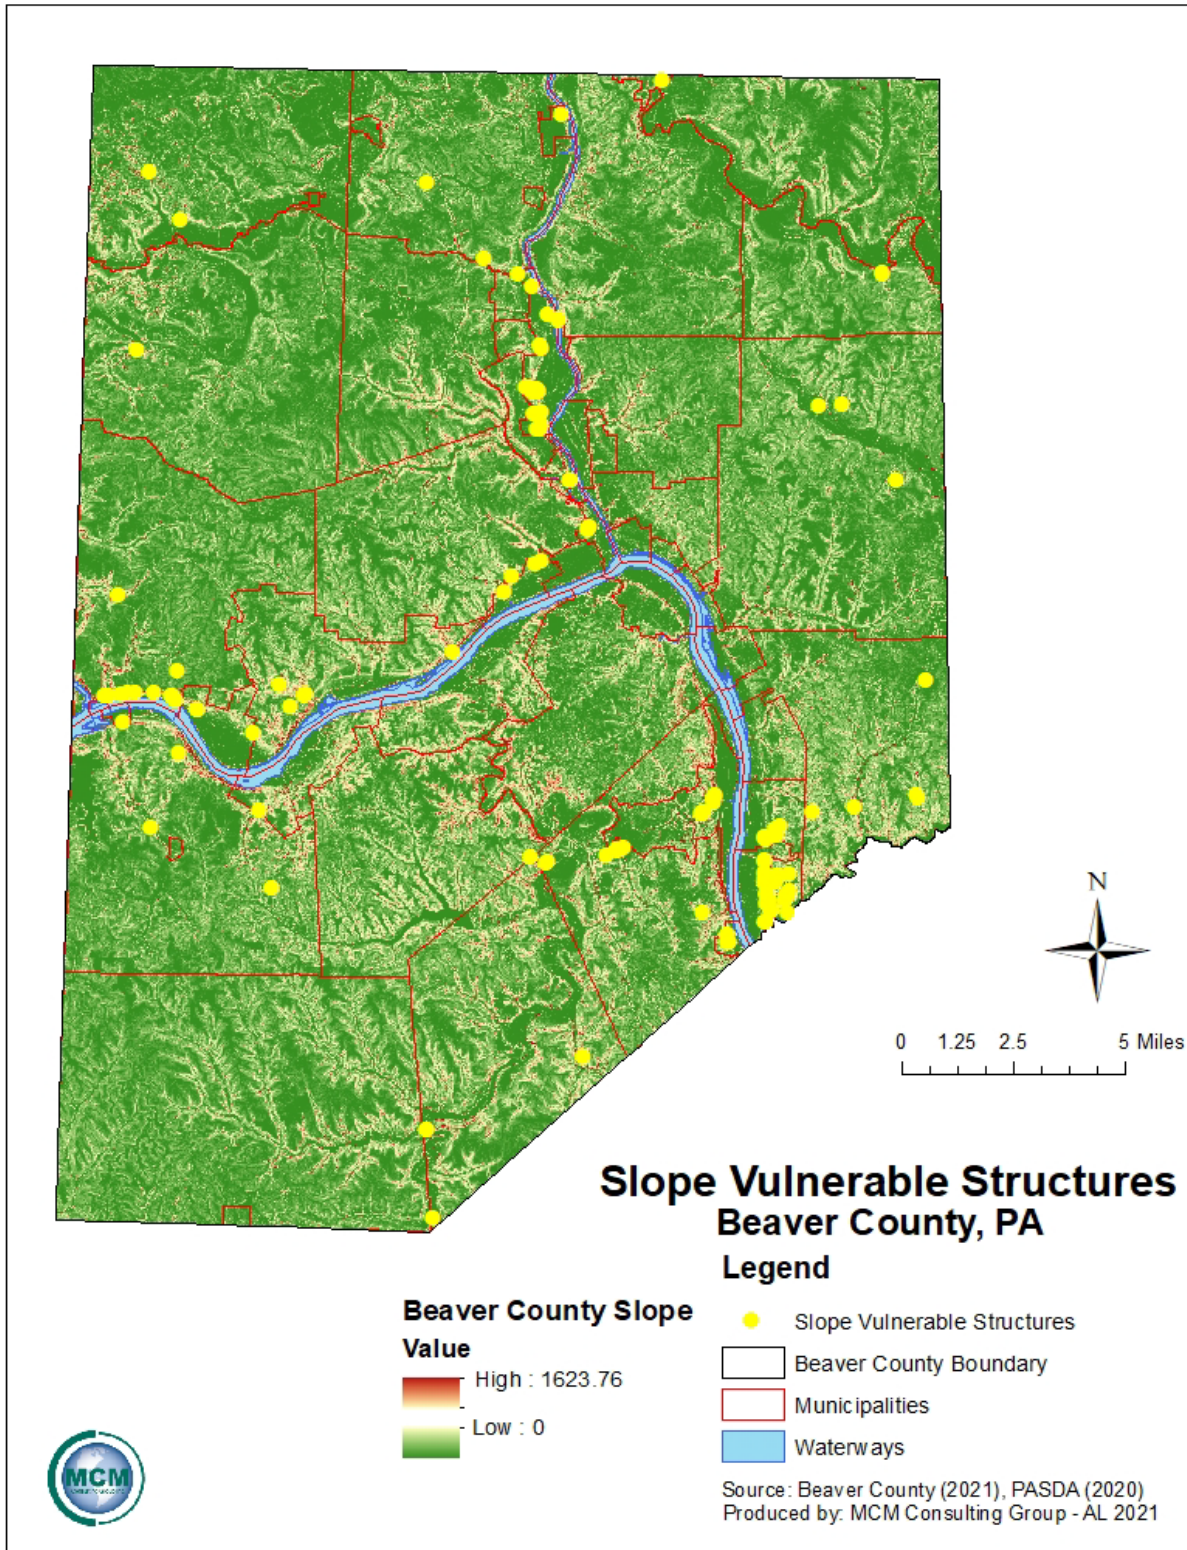 N
0 1.25 2.5 5 Miles
Slope Vulnerable Structures
Beaver County, PA
Legend
Slope Vulnerable Structures
Beaver County Boundary
Municipalities
Waterways
Beaver County Slope
Value
High : 1623.76
Low : 0
MCM
Source: Beaver County (2021), PASDA (2020)
Produced by: MCM Consulting Group - AL 2021